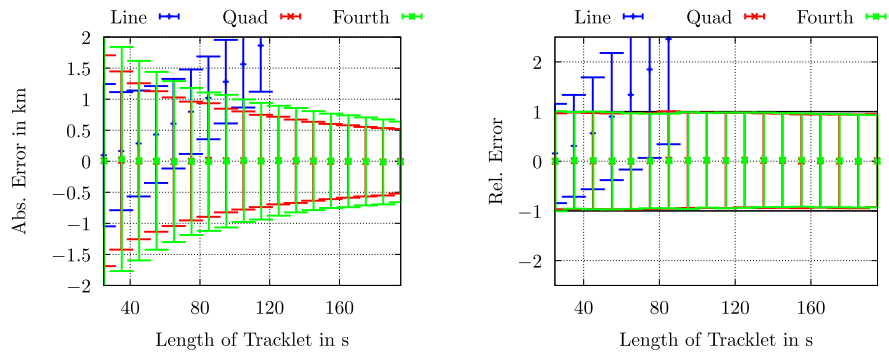 Line Quad Fourth
Abs. Error in km
2
1.5
1
0.5
0
−0.5
−1
−1.5
−2
40 80 120 160
Length of Tracklet in s
Line Quad Fourth
Rel. Error
2
1
0
−1
−2
40 80 120 160
Length of Tracklet in s